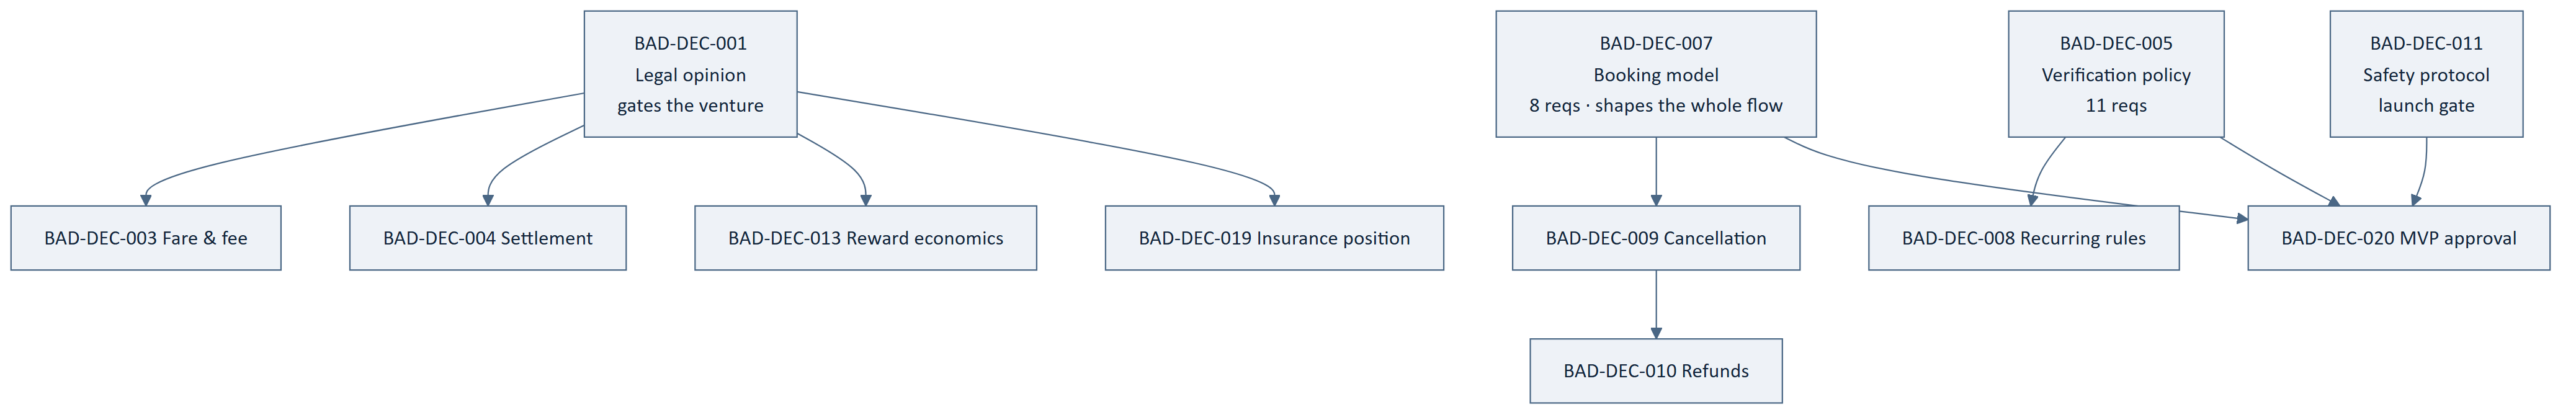 BAD-DEC-001
Legal opinion
gates the venture
BAD-DEC-007
Booking model
8 reqs · shapes the whole flow
BAD-DEC-005
Verification policy
11 reqs
BAD-DEC-011
Safety protocol
launch gate
BAD-DEC-003 Fare & fee
BAD-DEC-004 Settlement
BAD-DEC-013 Reward economics
BAD-DEC-019 Insurance position
BAD-DEC-009 Cancellation
BAD-DEC-008 Recurring rules
BAD-DEC-020 MVP approval
BAD-DEC-010 Refunds